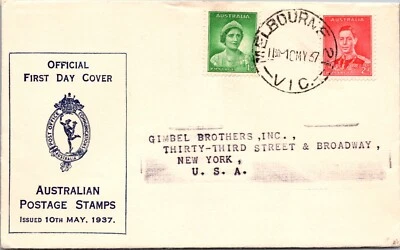 OFFICIAL
FIRST DAY COVER
AUSTRALIAN
POSTAGE STAMPS
ISSUED 10TH MAY, 1937.
AUSTRALIA
MELBOURNE
10MY37
VIC.
AUSTRALIA
GIMBEL BROTHERS,INC.,
THIRTY-THIRD STREET & BROADWAY,
NEW YORK,
U. S. A.